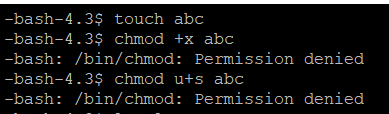 -bash-4.3$ touch abc
-bash-4.3$ chmod +x abc
-bash: /bin/chmod: Permission denied
-bash-4.3$ chmod u+s abc
-bash: /bin/chmod: Permission denied